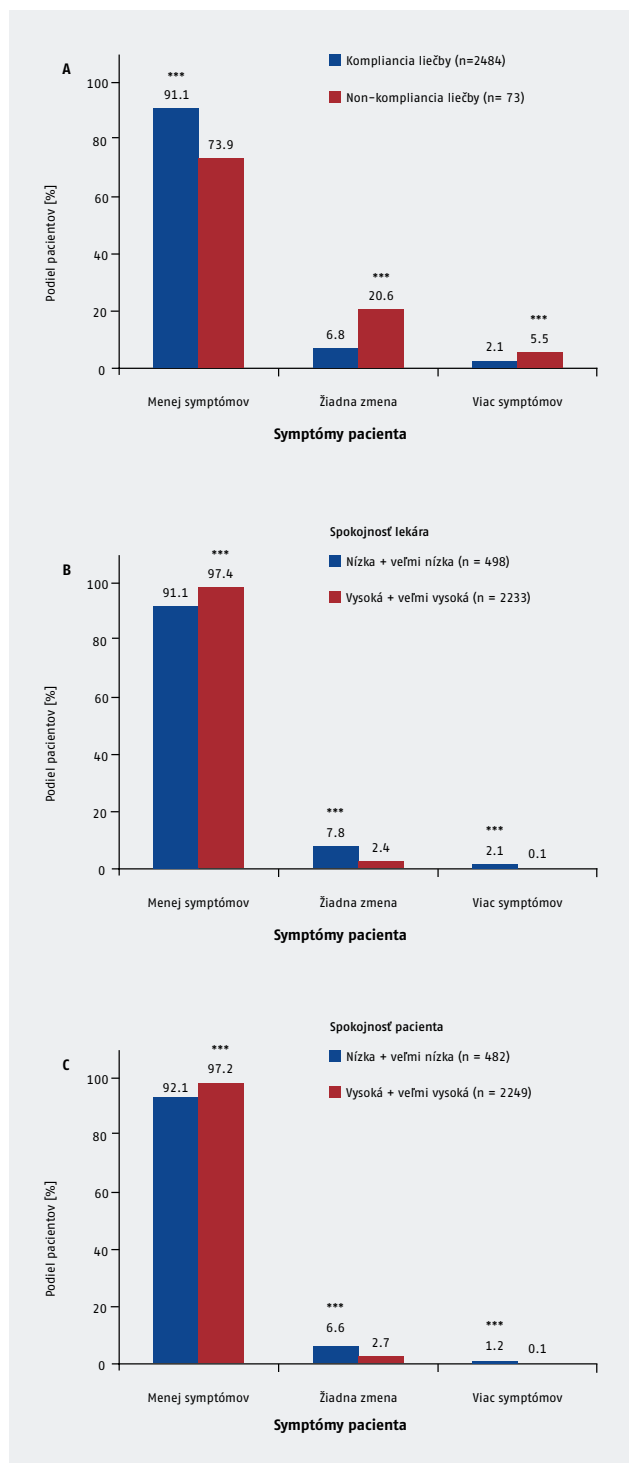 A
Kompliancia liečby (n=2484)
Non-kompliancia liečby (n= 73)
Podiel pacientov [%]
100
80
60
40
20
0
***
91.1
73.9
6.8
***
20.6
2.1
***
5.5
Menej symptómov
Žiadna zmena
Viac symptómov
Symptómy pacienta
B
Spokojnosť lekára
Nízka + veľmi nízka (n = 498)
Vysoká + veľmi vysoká (n = 2233)
Podiel pacientov [%]
100
80
60
40
20
0
91.1
***
97.4
***
7.8
2.4
***
2.1
0.1
Menej symptómov
Žiadna zmena
Viac symptómov
Symptómy pacienta
C
Spokojnosť pacienta
Nízka + veľmi nízka (n = 482)
Vysoká + veľmi vysoká (n = 2249)
Podiel pacientov [%]
100
80
60
40
20
0
92.1
***
97.2
***
6.6
2.7
***
1.2
0.1
Menej symptómov
Žiadna zmena
Viac symptómov
Symptómy pacienta